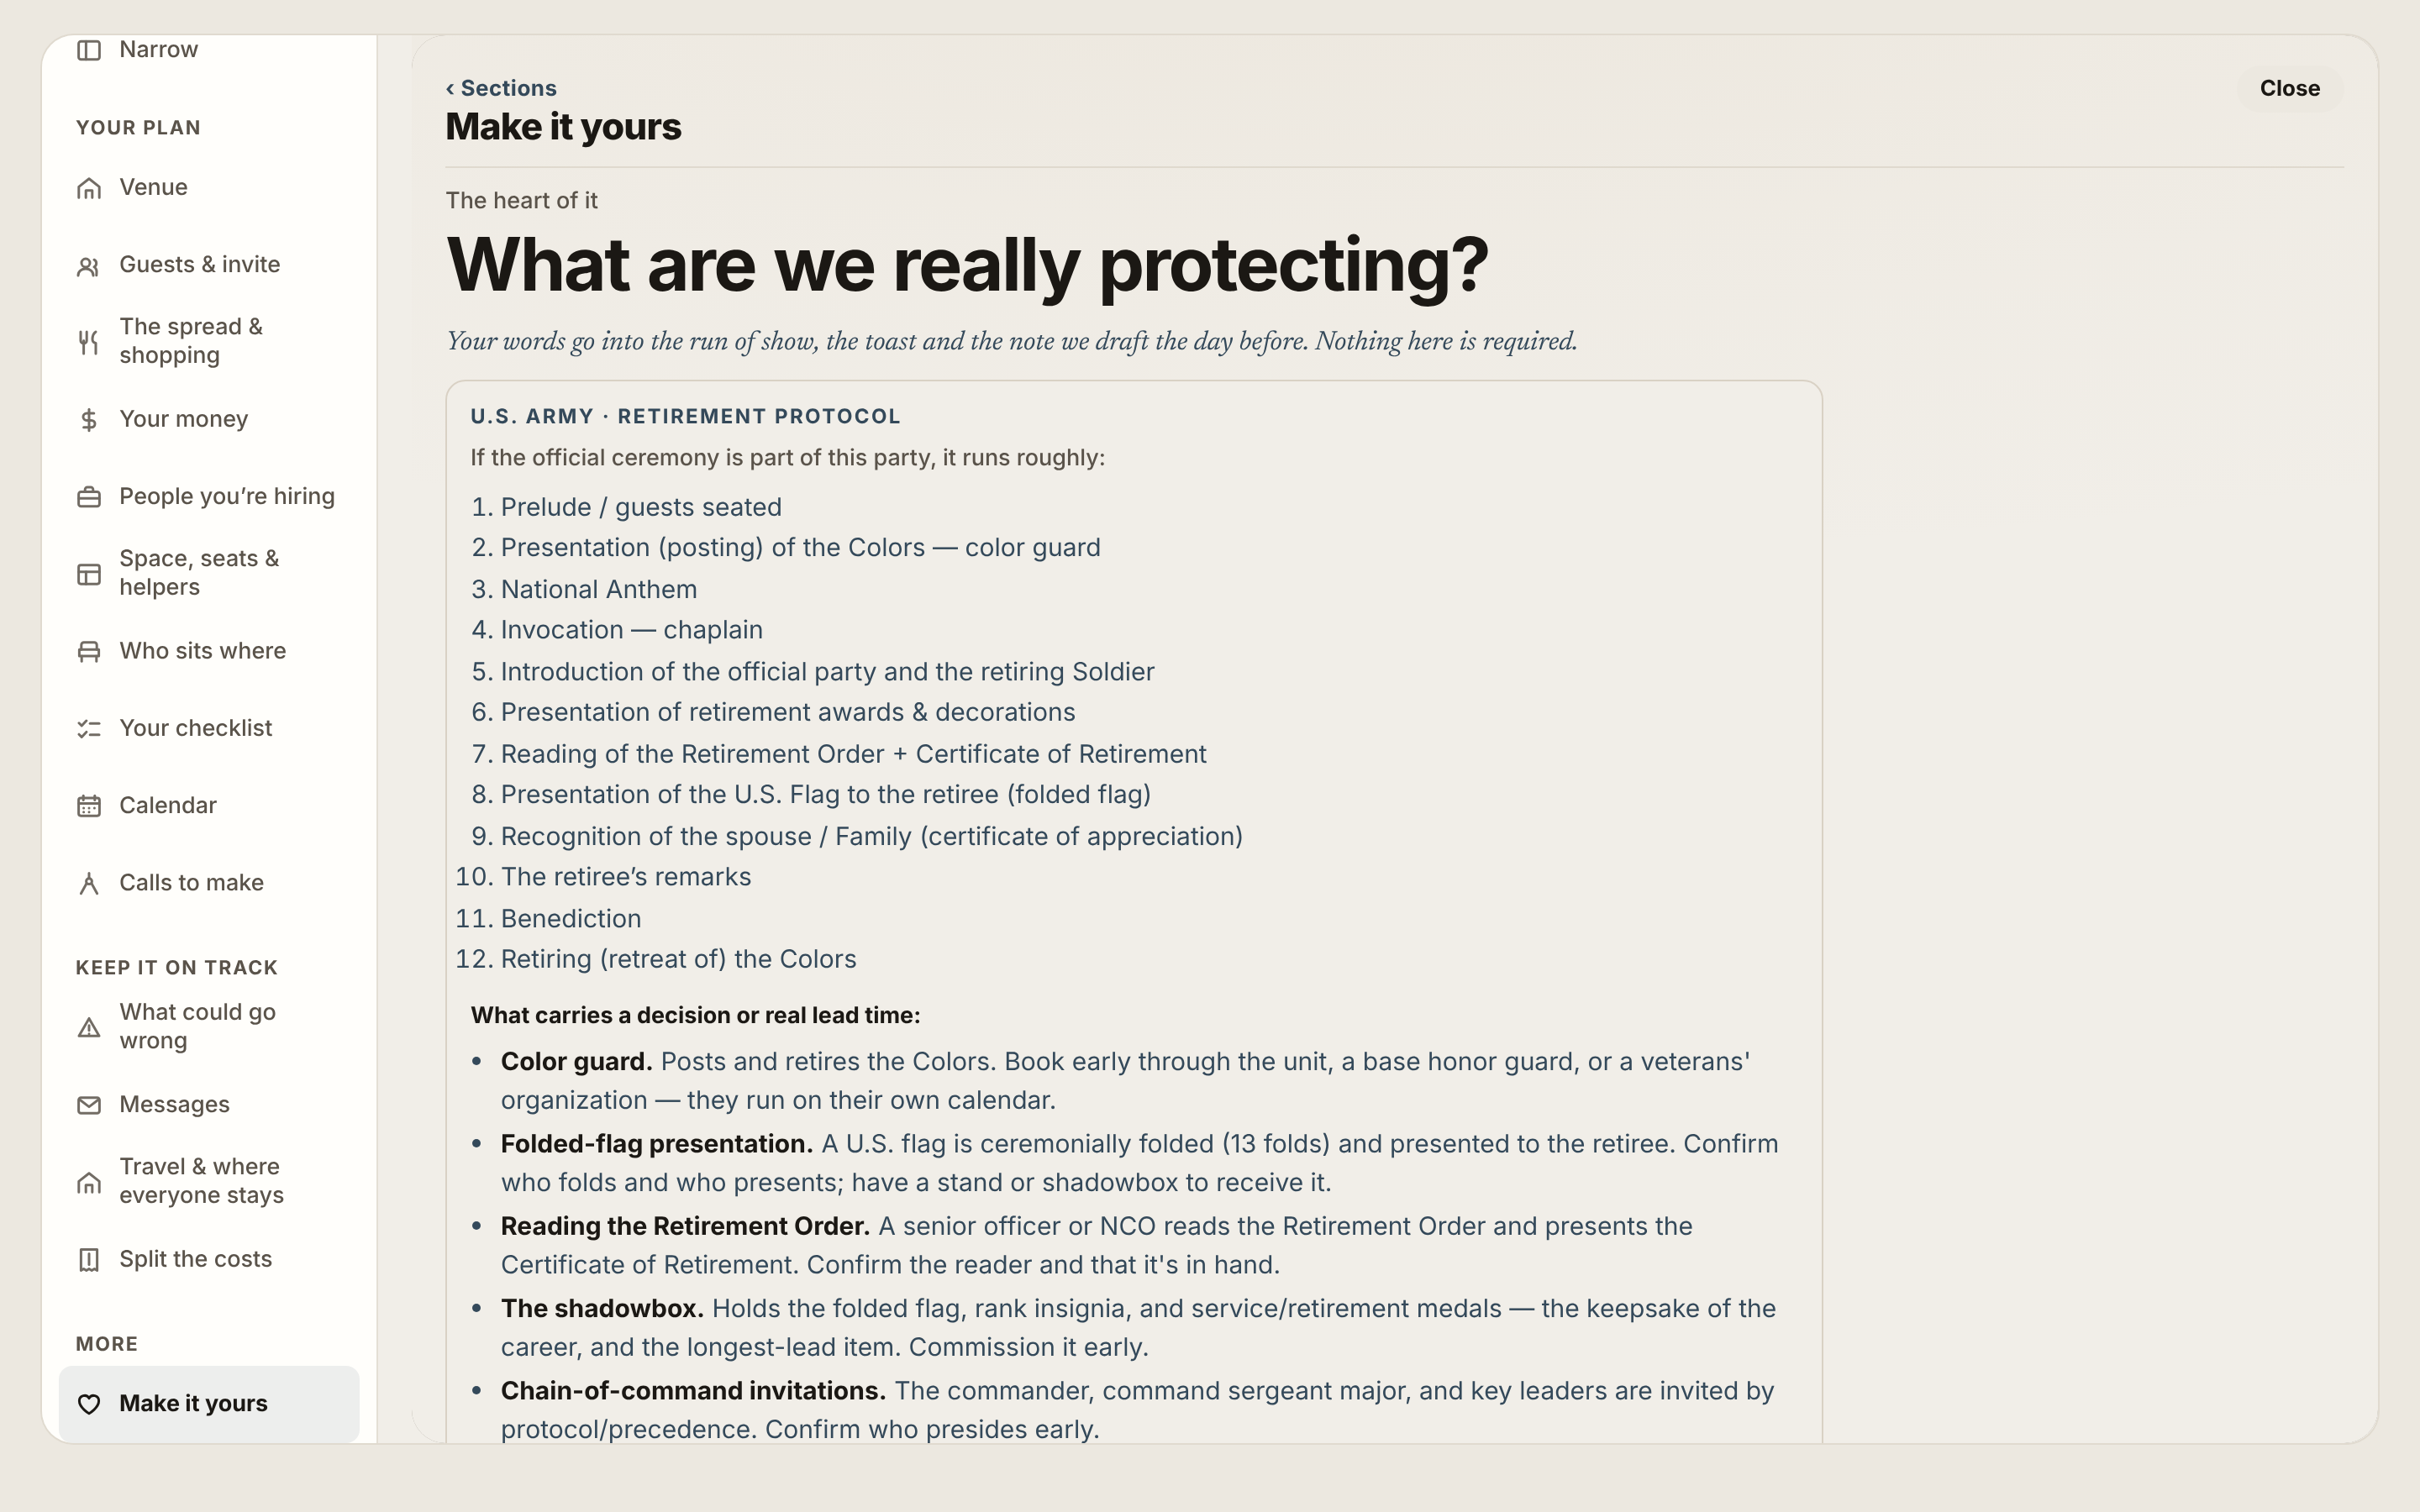 Narrow
YOUR PLAN
Venue
Guests & invite
The spread &
shopping
Your money
People you’re hiring
Space, seats &
helpers
Who sits where
Your checklist
Calendar
Calls to make
KEEP IT ON TRACK
What could go
wrong
Messages
Travel & where
everyone stays
Split the costs
MORE
Make it yours
‹ Sections
Close
Make it yours
The heart of it
What are we really protecting?
Your words go into the run of show, the toast and the note we draft the day before. Nothing here is required.
U.S. ARMY · RETIREMENT PROTOCOL
If the official ceremony is part of this party, it runs roughly:
1. Prelude / guests seated
2. Presentation (posting) of the Colors — color guard
3. National Anthem
4. Invocation — chaplain
5. Introduction of the official party and the retiring Soldier
6. Presentation of retirement awards & decorations
7. Reading of the Retirement Order + Certificate of Retirement
8. Presentation of the U.S. Flag to the retiree (folded flag)
9. Recognition of the spouse / Family (certificate of appreciation)
10. The retiree’s remarks
11. Benediction
12. Retiring (retreat of) the Colors
What carries a decision or real lead time:
• Color guard. Posts and retires the Colors. Book early through the unit, a base honor guard, or a veterans'
organization — they run on their own calendar.
• Folded-flag presentation. A U.S. flag is ceremonially folded (13 folds) and presented to the retiree. Confirm
who folds and who presents; have a stand or shadowbox to receive it.
• Reading the Retirement Order. A senior officer or NCO reads the Retirement Order and presents the
Certificate of Retirement. Confirm the reader and that it's in hand.
• The shadowbox. Holds the folded flag, rank insignia, and service/retirement medals — the keepsake of the
career, and the longest-lead item. Commission it early.
• Chain-of-command invitations. The commander, command sergeant major, and key leaders are invited by
protocol/precedence. Confirm who presides early.